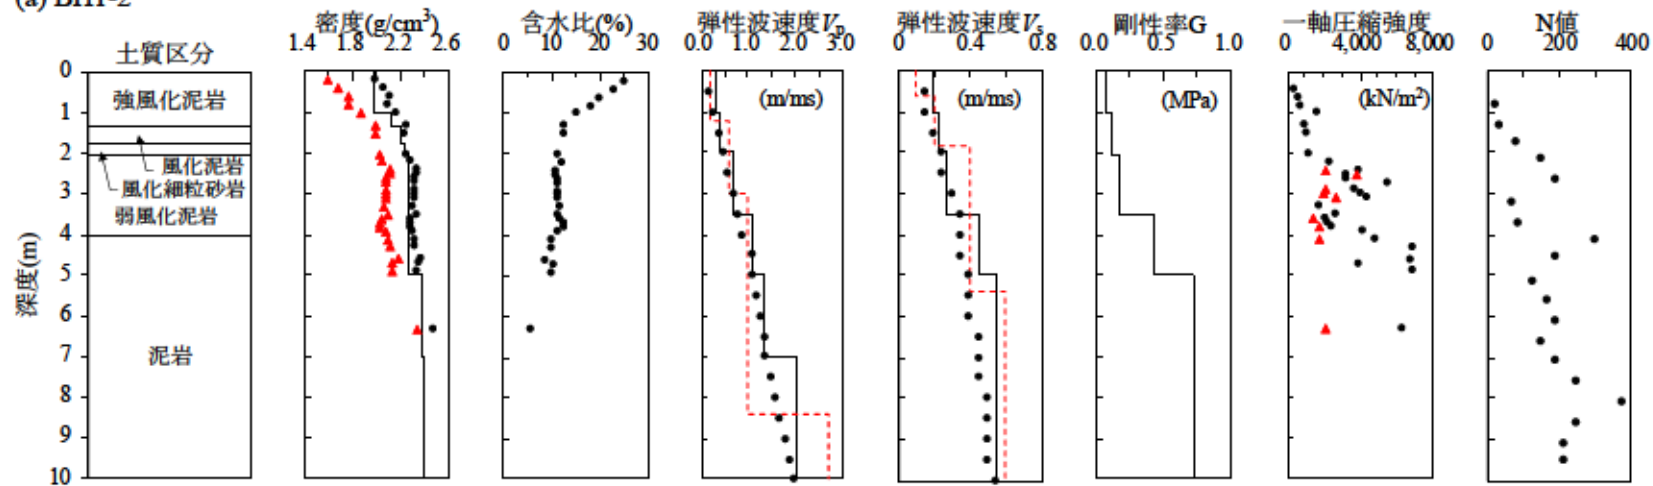 (a) BH1-2
土質区分
密度(g/cm³)
含水比(%)
弾性波速度Vp
弾性波速度Vs
剛性率G
一軸圧縮強度
N値
1.4 1.8 2.2 2.6
0 10 20 30
0.0 1.0 2.0 3.0
0 0.4 0.8
0.0 0.5 1.0
0 4,000 8,000
0 200 400
(m/ms)
(m/ms)
(MPa)
(kN/m²)
深度(m)
0
1
2
3
4
5
6
7
8
9
10
強風化泥岩
風化泥岩
風化細粒砂岩
弱風化泥岩
泥岩